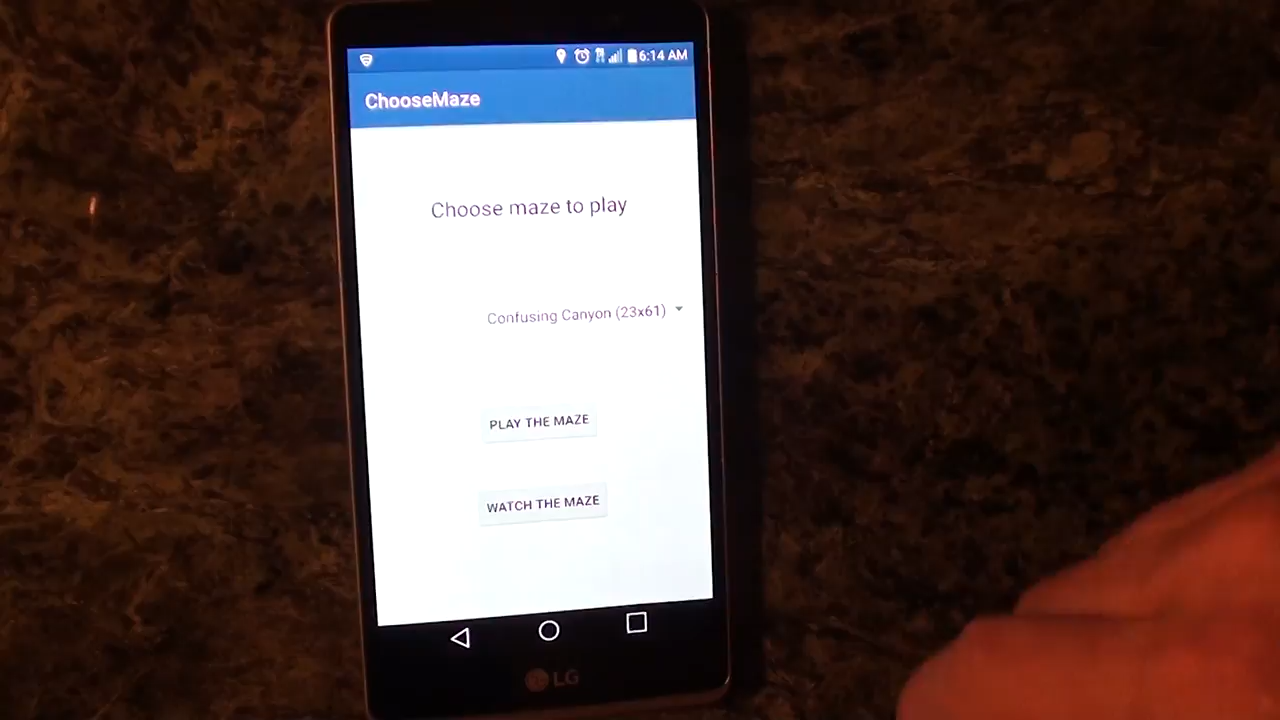 6:14 AM
ChooseMaze
Choose maze to play
Confusing Canyon (23x61)
PLAY THE MAZE
WATCH THE MAZE
LG